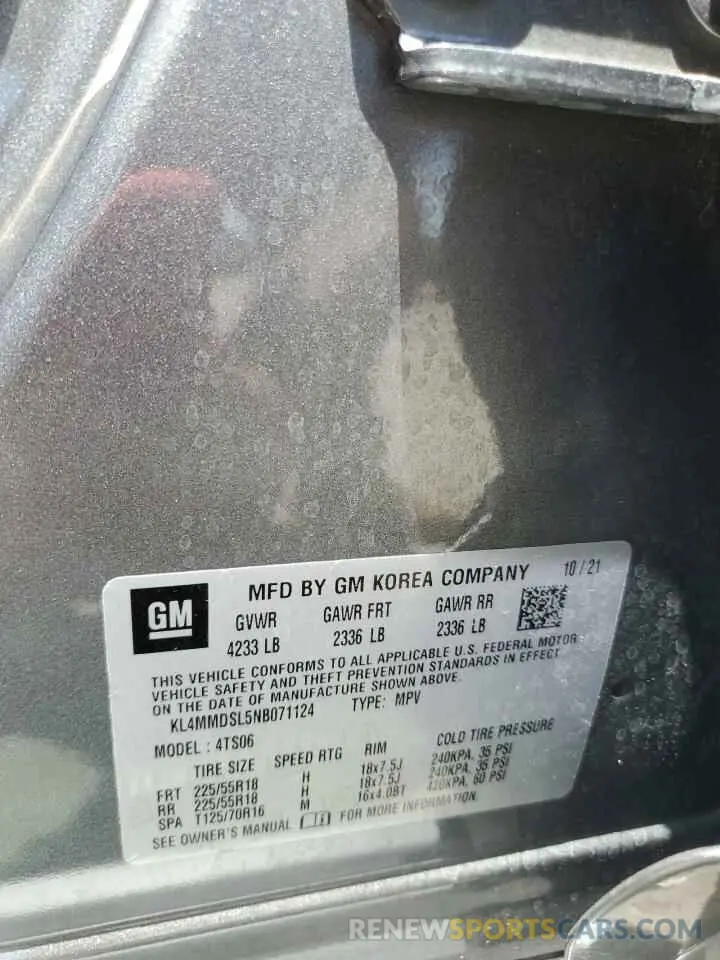 GM
MFD BY GM KOREA COMPANY 10/21
GVWR GAWR FRT GAWR RR
4233 LB 2336 LB 2336 LB
THIS VEHICLE CONFORMS TO ALL APPLICABLE U.S. FEDERAL MOTOR
VEHICLE SAFETY AND THEFT PREVENTION STANDARDS IN EFFECT
ON THE DATE OF MANUFACTURE SHOWN ABOVE.
KL4MMDSL5NB071124 TYPE: MPV
MODEL: 4TS06
TIRE SIZE SPEED RTG RIM COLD TIRE PRESSURE
FRT 225/55R18 H 18x7.5J 240KPA, 35 PSI
RR 225/55R18 H 18x7.5J 240KPA, 35 PSI
SPA T125/70R16 M 16x4.0BT 420KPA, 60 PSI
SEE OWNER'S MANUAL FOR MORE INFORMATION.
RENEWSPORTSCARS.COM